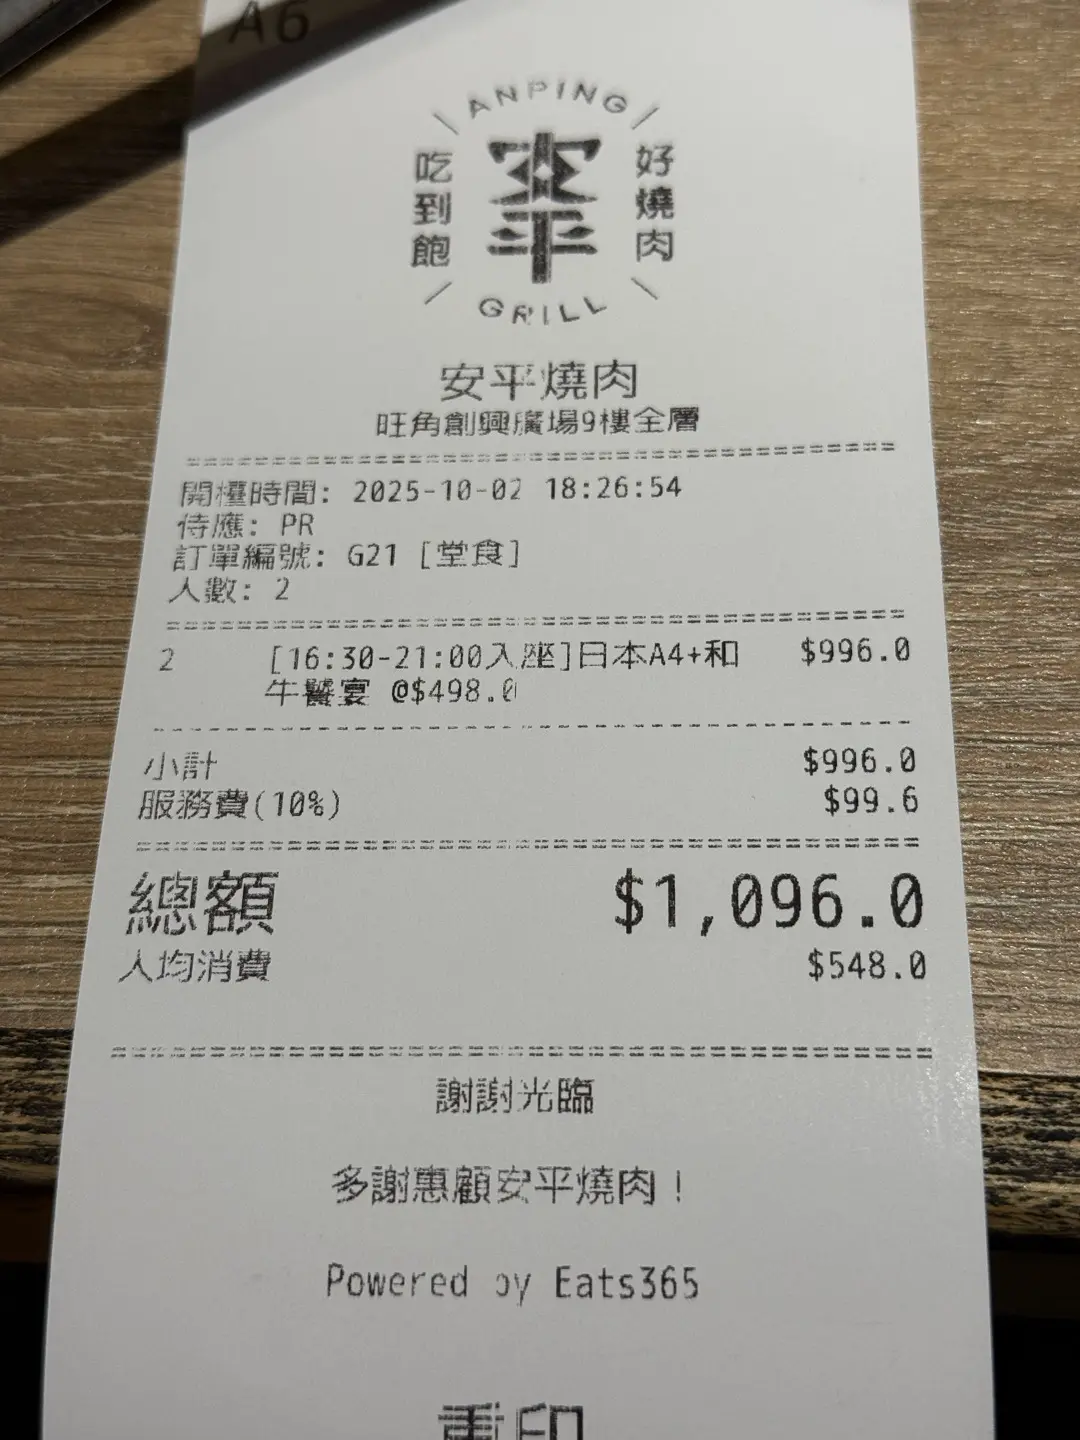 A6
ANPING
吃到飽
安平
好燒肉
GRILL
安平燒肉
旺角創興廣場9樓全層
開檯時間: 2025-10-02 18:26:54
侍應: PR
訂單編號: G21 [堂食]
人數: 2
2 [16:30-21:00入座]日本A4+和 $996.0
牛饗宴 @$498.0
小計 $996.0
服務費(10%) $99.6
總額 $1,096.0
人均消費 $548.0
謝謝光臨
多謝惠顧安平燒肉!
Powered by Eats365
重印